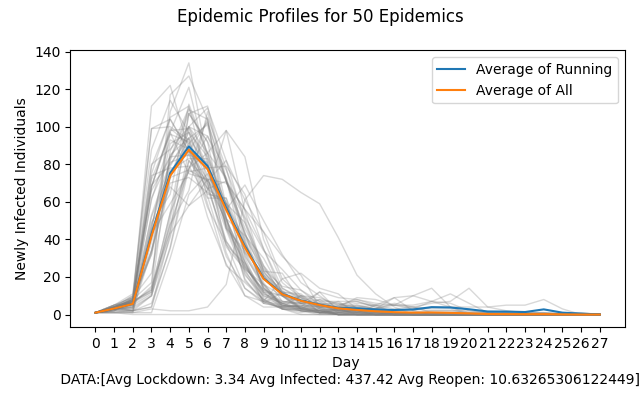 Epidemic Profiles for 50 Epidemics
Newly Infected Individuals
140
120
100
80
60
40
20
0
Average of Running
Average of All
0 1 2 3 4 5 6 7 8 9 10 11 12 13 14 15 16 17 18 19 20 21 22 23 24 25 26 27
Day
DATA:[Avg Lockdown: 3.34 Avg Infected: 437.42 Avg Reopen: 10.63265306122449]